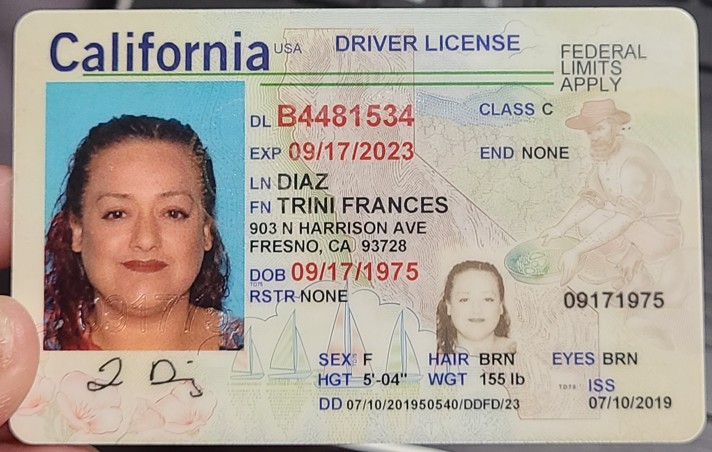 California USA DRIVER LICENSE
FEDERAL
LIMITS
APPLY
DL B4481534 CLASS C
EXP 09/17/2023 END NONE
LN DIAZ
FN TRINI FRANCES
903 N HARRISON AVE
FRESNO, CA 93728
DOB 09/17/1975
RSTR NONE
09171975
SEX F HAIR BRN EYES BRN
HGT 5'-04" WGT 155 lb ISS
DD 07/10/201950540/DDFD/23 07/10/2019